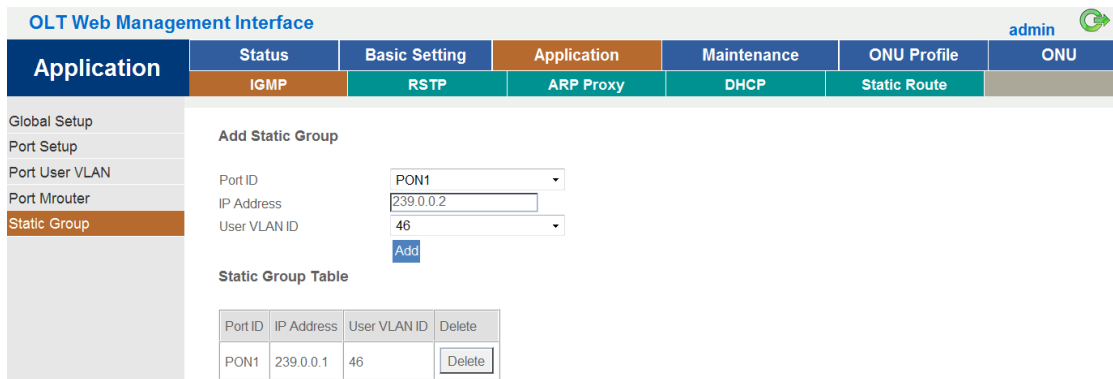 OLT Web Management Interface
admin
Application
Status Basic Setting Application Maintenance ONU Profile ONU
IGMP RSTP ARP Proxy DHCP Static Route
Global Setup
Port Setup
Port User VLAN
Port Mrouter
Static Group
Add Static Group
Port ID PON1
IP Address 239.0.0.2
User VLAN ID 46
Add
Static Group Table
Port ID IP Address User VLAN ID Delete
PON1 239.0.0.1 46 Delete